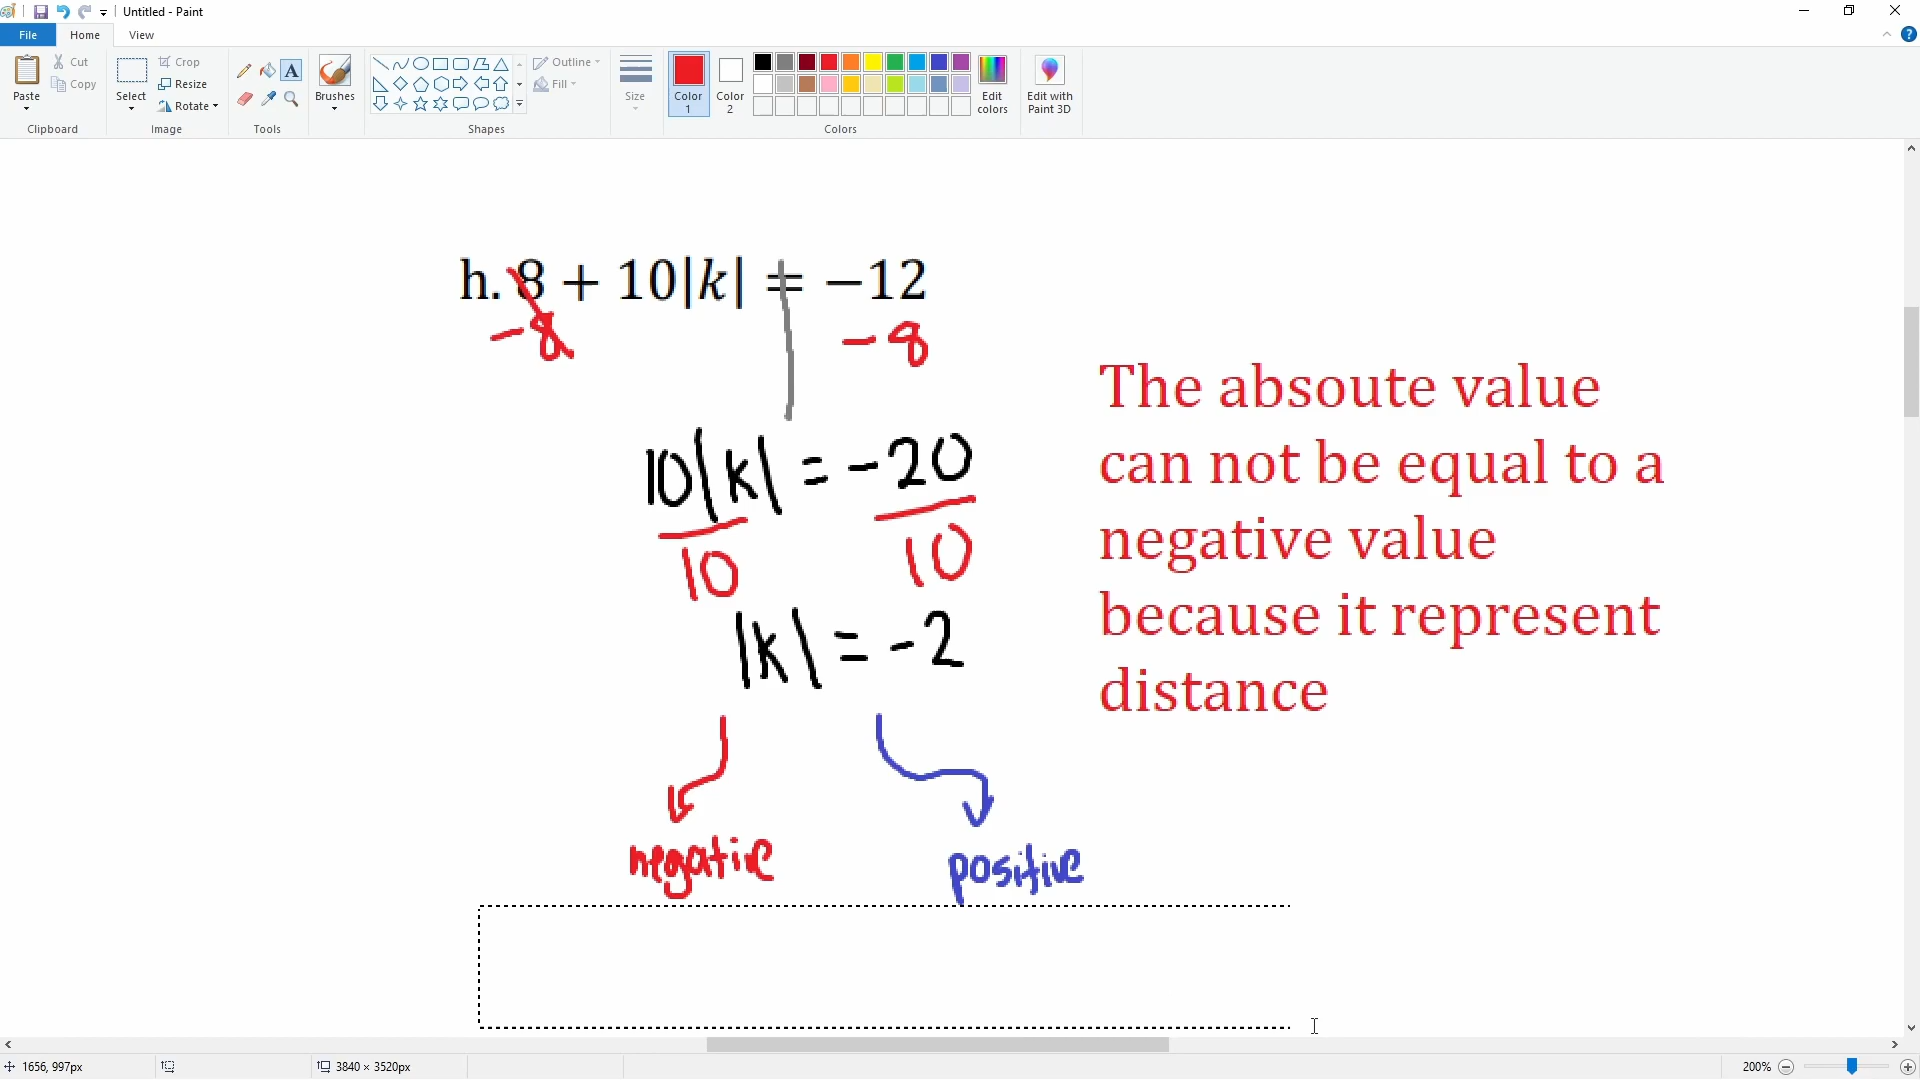 Untitled - Paint
File Home View
Paste Cut Copy
Select Crop Resize Rotate
Brushes
Outline Fill
Size
Color 1 Color 2
Edit colors
Edit with Paint 3D
Clipboard Image Tools Shapes Colors
h. 8 + 10|k| = −12
-8 -8
10|k| = -20
10 10
|k| = -2
negative positive
The absoute value
can not be equal to a
negative value
because it represent
distance
1656, 997px 3840 × 3520px 200%